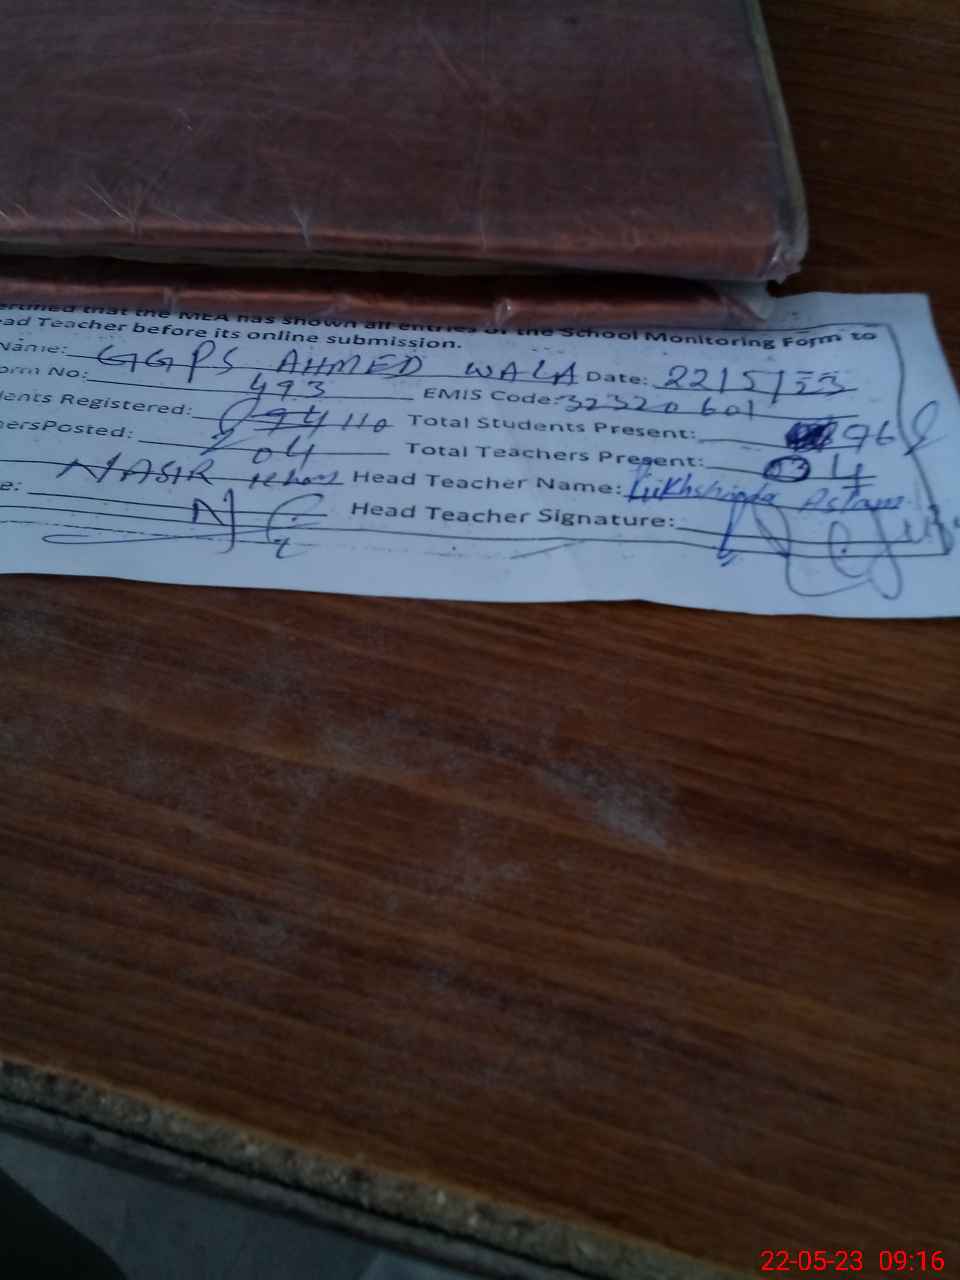 ertified that the MEA has shown all entries of the School Monitoring Form to
ead Teacher before its online submission.
Name: GGPS AHMED WALA Date: 22/5/23
orm No: 493 EMIS Code: 32320601
dents Registered: 110 Total Students Present: 96
hersPosted: 04 Total Teachers Present: 4
NASIR Khan Head Teacher Name:
e: Head Teacher Signature:
22-05-23 09:16